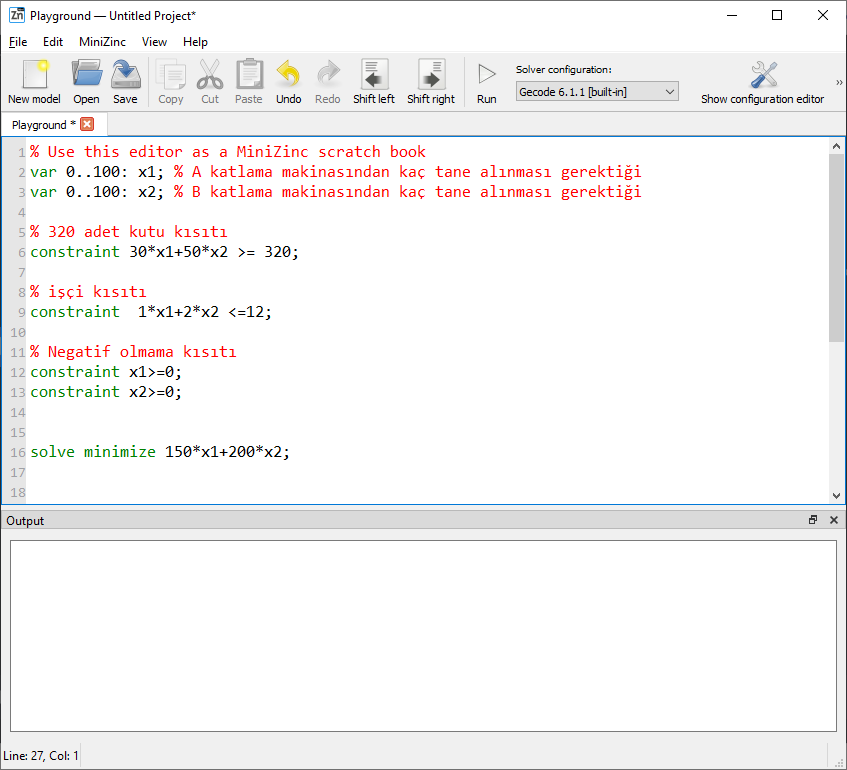 Zn Playground — Untitled Project*
File Edit MiniZinc View Help
New model Open Save Copy Cut Paste Undo Redo Shift left Shift right Run Solver configuration: Gecode 6.1.1 [built-in] Show configuration editor »
Playground *
1 % Use this editor as a MiniZinc scratch book
2 var 0..100: x1; % A katlama makinasından kaç tane alınması gerektiği
3 var 0..100: x2; % B katlama makinasından kaç tane alınması gerektiği
4
5 % 320 adet kutu kısıtı
6 constraint 30*x1+50*x2 >= 320;
7
8 % işçi kısıtı
9 constraint  1*x1+2*x2 <=12;
10
11 % Negatif olmama kısıtı
12 constraint x1>=0;
13 constraint x2>=0;
14
15
16 solve minimize 150*x1+200*x2;
17
18
Output
Line: 27, Col: 1